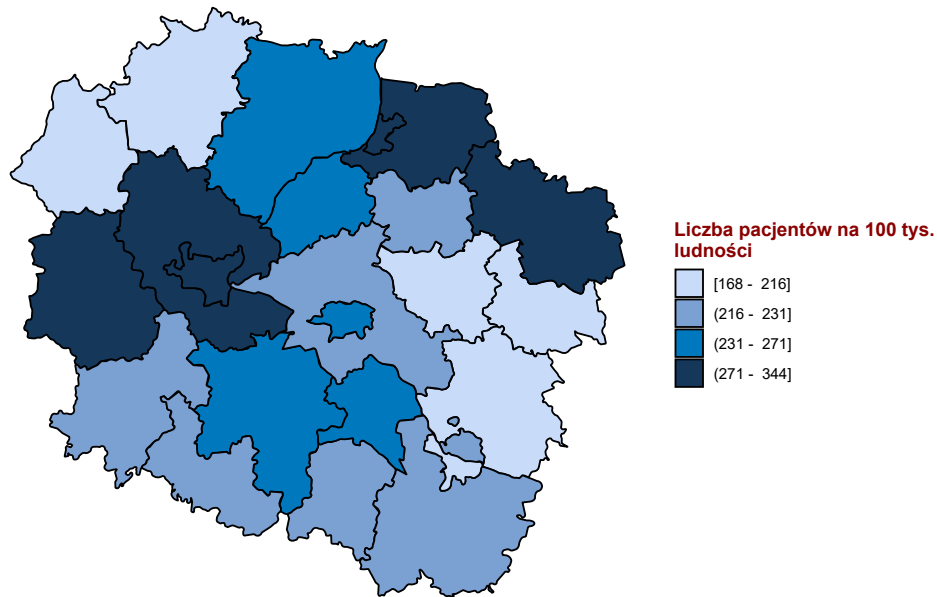 Liczba pacjentów na 100 tys.
ludności
[168 - 216]
(216 - 231]
(231 - 271]
(271 - 344]